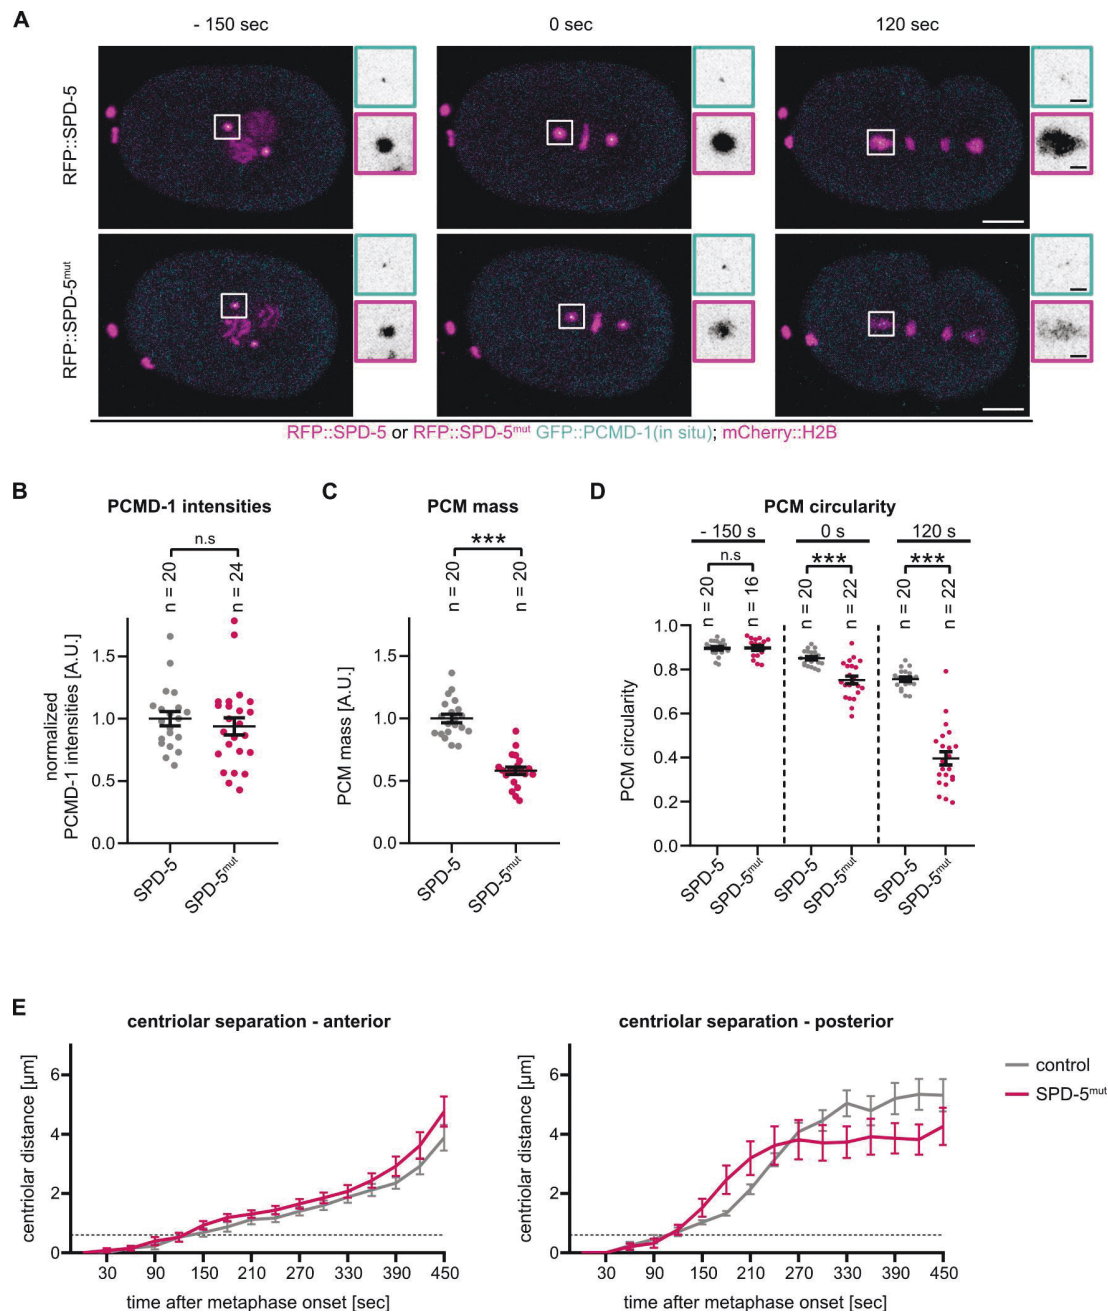 A
- 150 sec
0 sec
120 sec
RFP::SPD-5
RFP::SPD-5mut
RFP::SPD-5 or RFP::SPD-5mut GFP::PCMD-1(in situ); mCherry::H2B
B
PCMD-1 intensities
n.s
n = 20
n = 24
normalized
PCMD-1 intensities [A.U.]
1.5
1.0
0.5
0.0
SPD-5
SPD-5mut
C
PCM mass
***
n = 20
n = 20
PCM mass [A.U.]
1.5
1.0
0.5
0.0
SPD-5
SPD-5mut
D
PCM circularity
- 150 s
0 s
120 s
n.s
***
***
n = 20
n = 16
n = 20
n = 22
n = 20
n = 22
PCM circularity
1.0
0.8
0.6
0.4
0.2
0.0
SPD-5
SPD-5mut
SPD-5
SPD-5mut
SPD-5
SPD-5mut
E
centriolar separation - anterior
centriolar distance [µm]
6
4
2
0
30 90 150 210 270 330 390 450
time after metaphase onset [sec]
centriolar separation - posterior
centriolar distance [µm]
6
4
2
0
30 90 150 210 270 330 390 450
time after metaphase onset [sec]
control
SPD-5mut